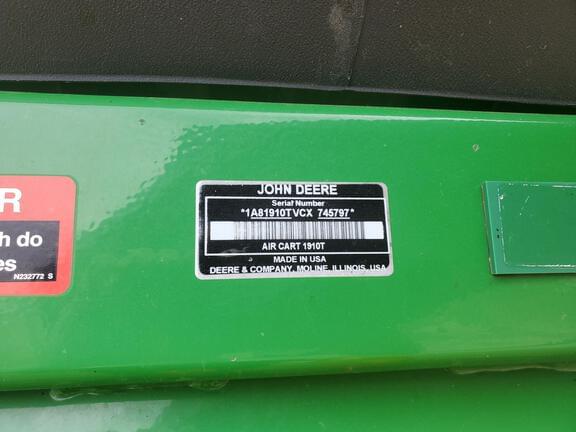 R
h do
es
N232772 S
JOHN DEERE
Serial Number
*1A81910TVCX 745797*
AIR CART 1910T
MADE IN USA
DEERE & COMPANY, MOLINE, ILLINOIS, USA